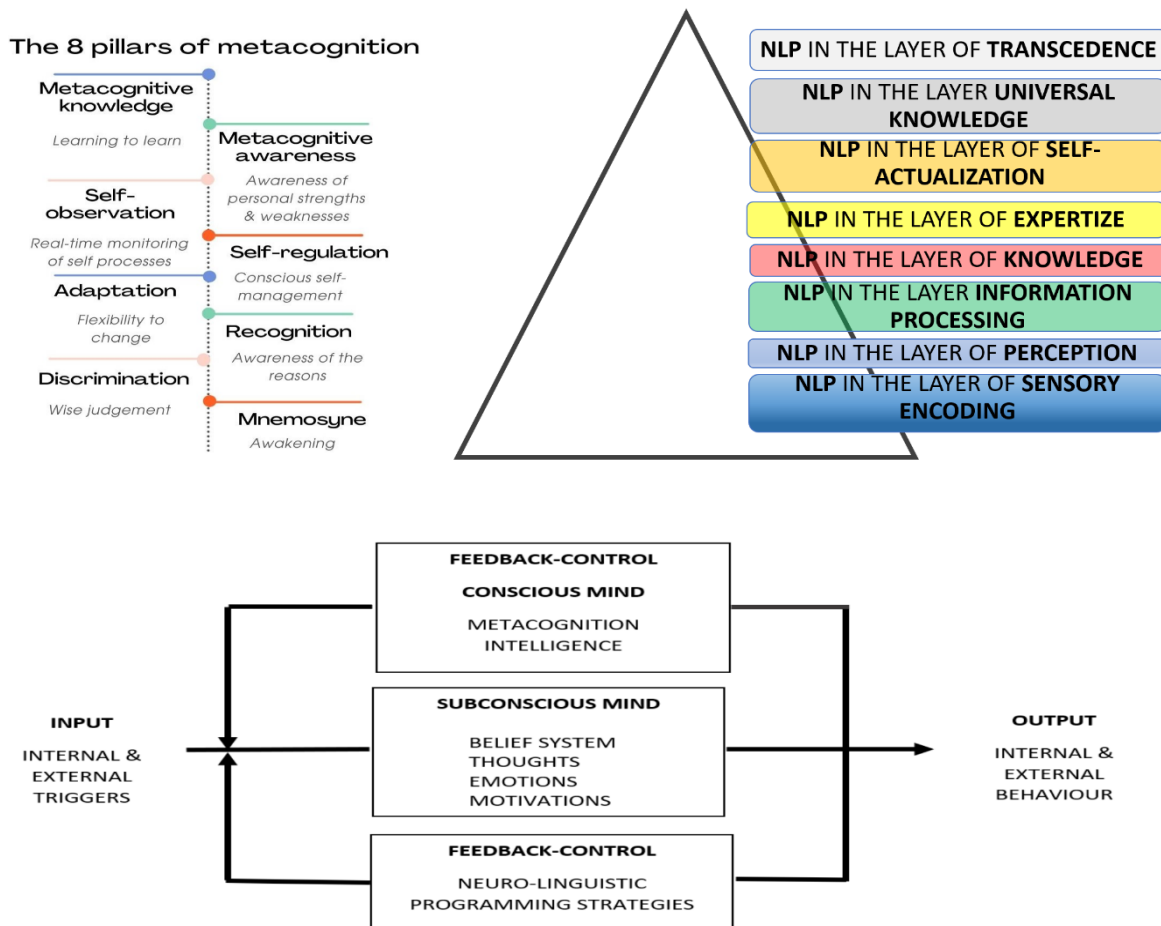 The 8 pillars of metacognition
Metacognitive
knowledge
Learning to learn
Metacognitive
awareness
Awareness of
personal strengths
& weaknesses
Self-
observation
Real-time monitoring
of self processes
Self-regulation
Conscious self-
management
Adaptation
Flexibility to
change
Recognition
Awareness of the
reasons
Discrimination
Wise judgement
Mnemosyne
Awakening
NLP IN THE LAYER OF TRANSCEDENCE
NLP IN THE LAYER UNIVERSAL
KNOWLEDGE
NLP IN THE LAYER OF SELF-
ACTUALIZATION
NLP IN THE LAYER OF EXPERTIZE
NLP IN THE LAYER OF KNOWLEDGE
NLP IN THE LAYER INFORMATION
PROCESSING
NLP IN THE LAYER OF PERCEPTION
NLP IN THE LAYER OF SENSORY
ENCODING
FEEDBACK-CONTROL
CONSCIOUS MIND
METACOGNITION
INTELLIGENCE
INPUT
INTERNAL &
EXTERNAL
TRIGGERS
SUBCONSCIOUS MIND
BELIEF SYSTEM
THOUGHTS
EMOTIONS
MOTIVATIONS
OUTPUT
INTERNAL &
EXTERNAL
BEHAVIOUR
FEEDBACK-CONTROL
NEURO-LINGUISTIC
PROGRAMMING STRATEGIES